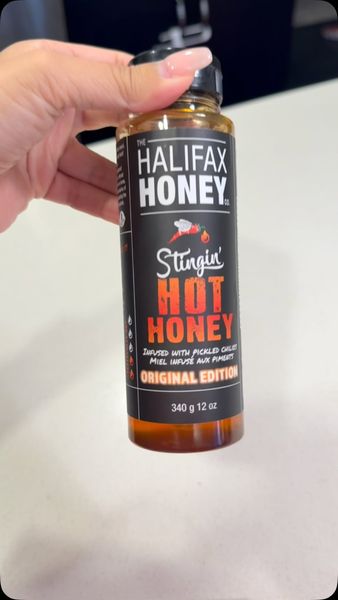 THE
HALIFAX
HONEY CO.
Stingin'
HOT
HONEY
INFUSED WITH PICKLED CHILIES
MIEL INFUSÉ AUX PIMENTS
ORIGINAL EDITION
340 g 12 oz